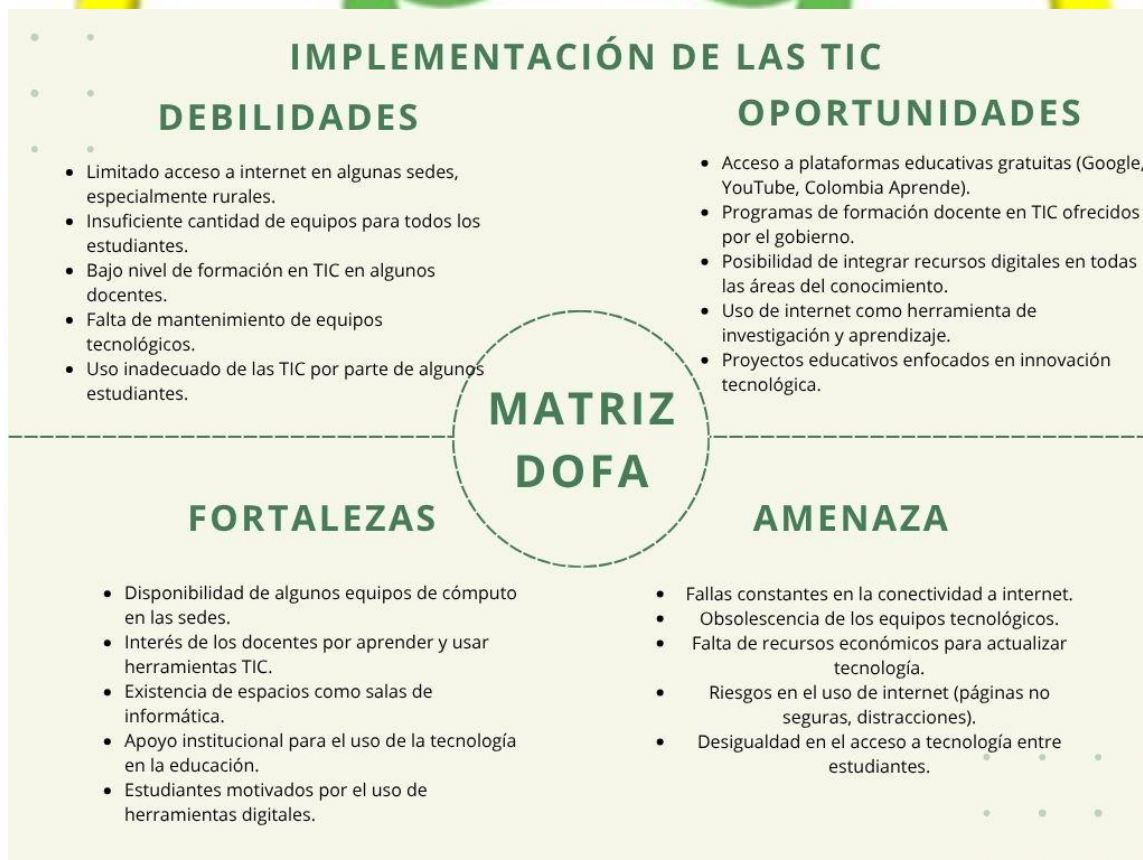 IMPLEMENTACIÓN DE LAS TIC
DEBILIDADES
Limitado acceso a internet en algunas sedes,
especialmente rurales.
Insuficiente cantidad de equipos para todos los
estudiantes.
Bajo nivel de formación en TIC en algunos
docentes.
Falta de mantenimiento de equipos
tecnológicos.
Uso inadecuado de las TIC por parte de algunos
estudiantes.
OPORTUNIDADES
Acceso a plataformas educativas gratuitas (Google,
YouTube, Colombia Aprende).
Programas de formación docente en TIC ofrecidos
por el gobierno.
Posibilidad de integrar recursos digitales en todas
las áreas del conocimiento.
Uso de internet como herramienta de
investigación y aprendizaje.
Proyectos educativos enfocados en innovación
tecnológica.
MATRIZ
DOFA
FORTALEZAS
Disponibilidad de algunos equipos de cómputo
en las sedes.
Interés de los docentes por aprender y usar
herramientas TIC.
Existencia de espacios como salas de
informática.
Apoyo institucional para el uso de la tecnología
en la educación.
Estudiantes motivados por el uso de
herramientas digitales.
AMENAZA
Fallas constantes en la conectividad a internet.
Obsolescencia de los equipos tecnológicos.
Falta de recursos económicos para actualizar
tecnología.
Riesgos en el uso de internet (páginas no
seguras, distracciones).
Desigualdad en el acceso a tecnología entre
estudiantes.